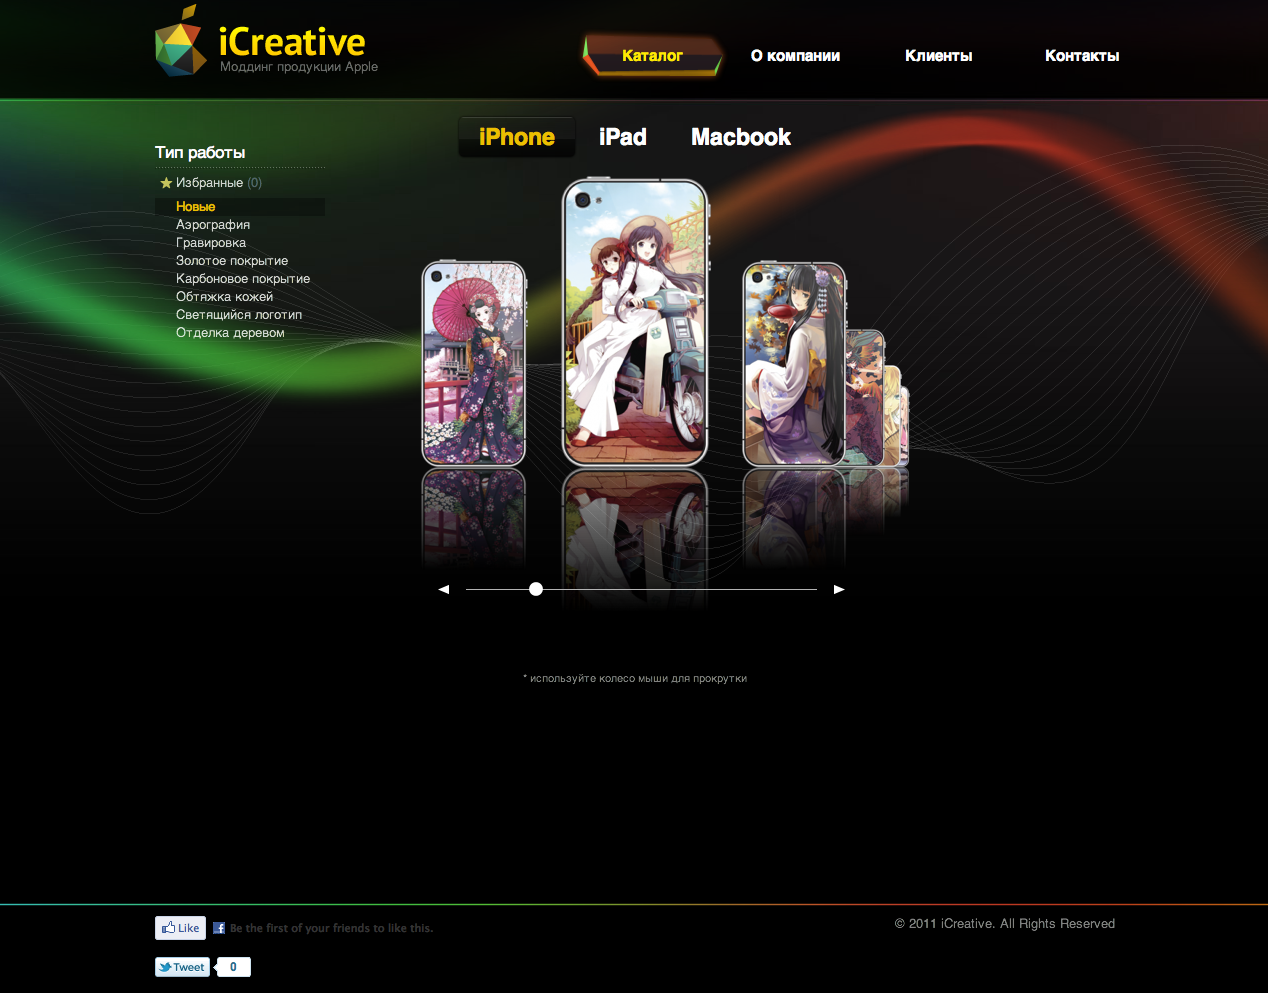 iCreative
Моддинг продукции Apple
Каталог
О компании
Клиенты
Контакты
iPhone
iPad
Macbook
Тип работы
Избранные (0)
Новые
Аэрография
Гравировка
Золотое покрытие
Карбоновое покрытие
Обтяжка кожей
Светящийся логотип
Отделка деревом
* используйте колесо мыши для прокрутки
Like
Be the first of your friends to like this.
© 2011 iCreative. All Rights Reserved
Tweet
0